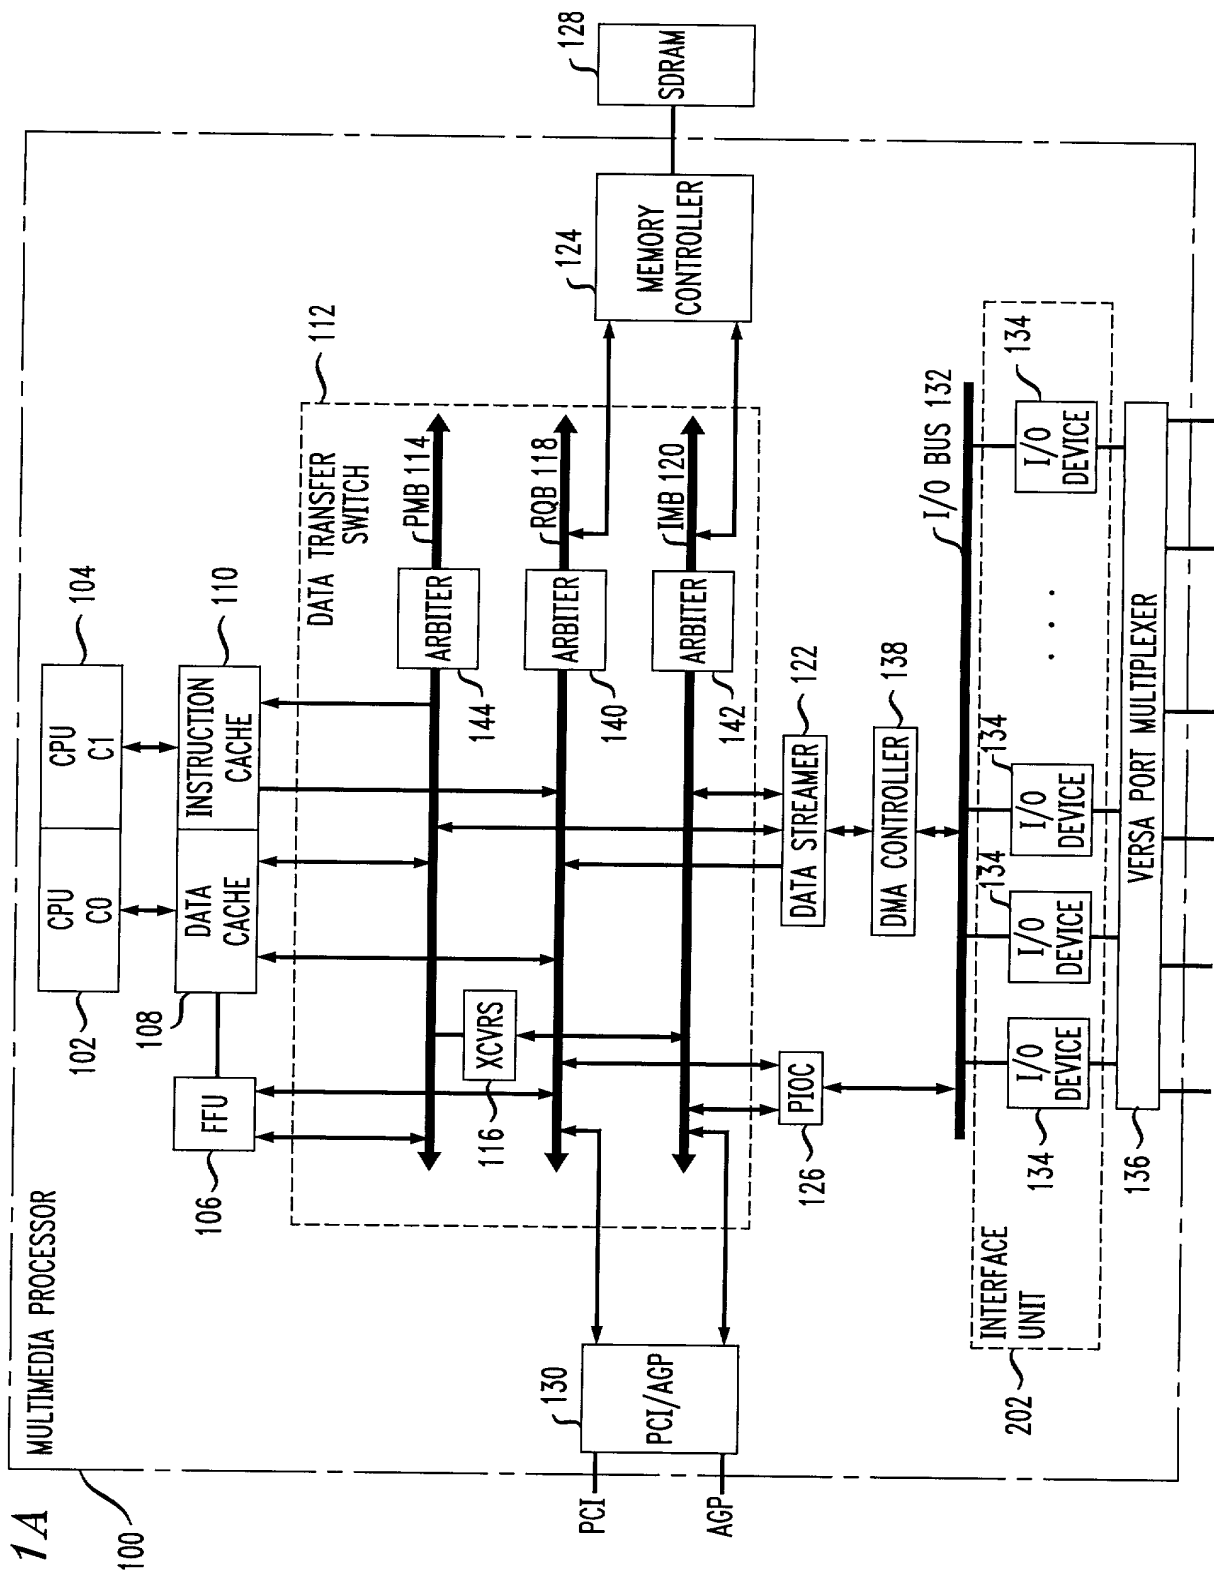 1A
100
MULTIMEDIA PROCESSOR
102
CPU
C0
CPU
C1
104
106
FFU
108
DATA
CACHE
INSTRUCTION
CACHE
110
DATA TRANSFER
SWITCH
112
PMB 114
ARBITER
144
XCVRS
116
RQB 118
ARBITER
140
IMB 120
ARBITER
142
130
PCI/AGP
PCI
AGP
124
MEMORY
CONTROLLER
128
SDRAM
PIOC
126
DATA STREAMER
122
DMA CONTROLLER
138
I/O BUS 132
INTERFACE
UNIT
202
I/O
DEVICE
134
I/O
DEVICE
134
I/O
DEVICE
134
. . .
I/O
DEVICE
134
VERSA PORT MULTIPLEXER
136